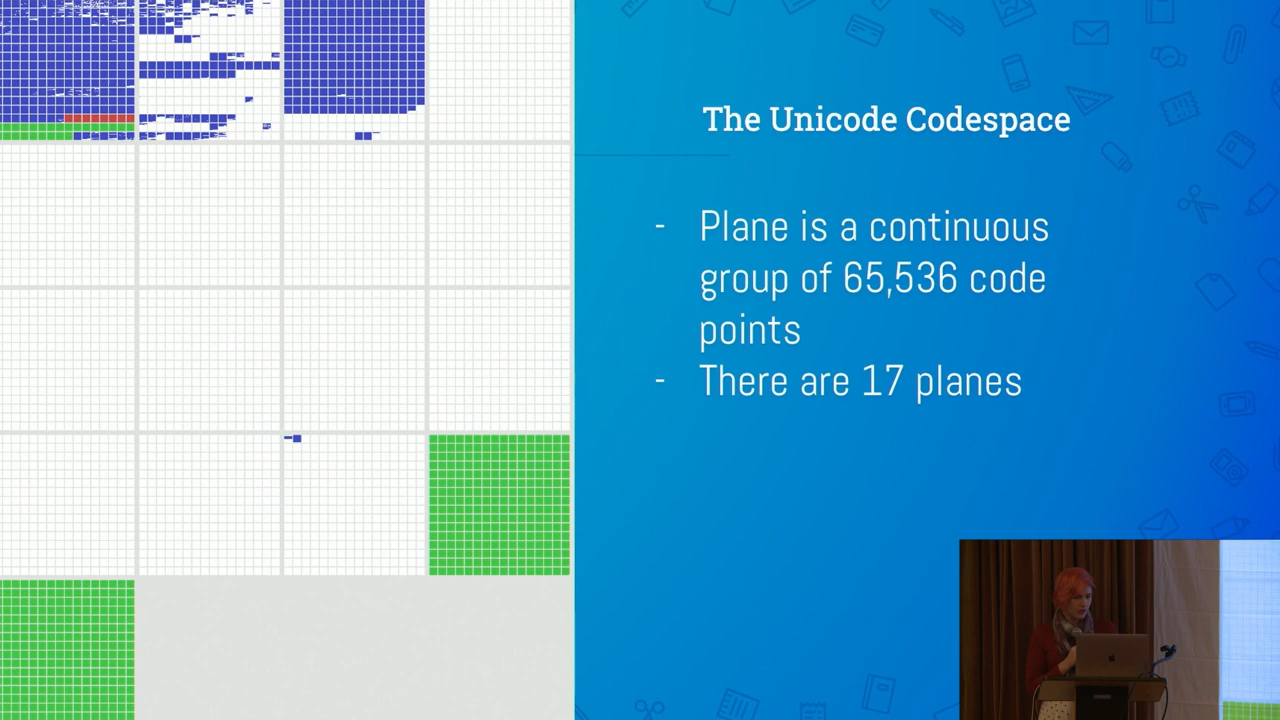 The Unicode Codespace
- Plane is a continuous
group of 65,536 code
points
- There are 17 planes